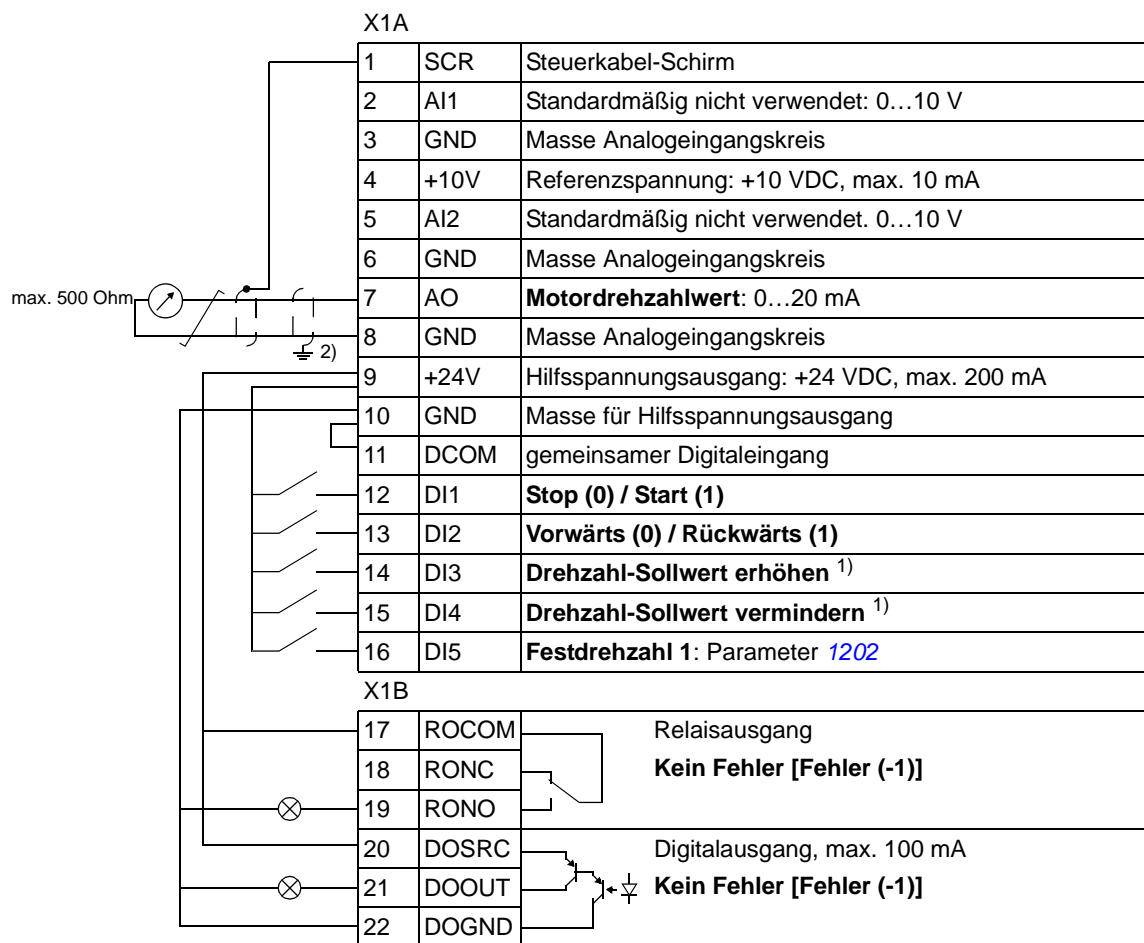 X1A
1 SCR Steuerkabel-Schirm
2 AI1 Standardmäßig nicht verwendet: 0…10 V
3 GND Masse Analogeingangskreis
4 +10V Referenzspannung: +10 VDC, max. 10 mA
5 AI2 Standardmäßig nicht verwendet. 0…10 V
6 GND Masse Analogeingangskreis
max. 500 Ohm 7 AO Motordrehzahlwert: 0…20 mA
8 GND Masse Analogeingangskreis
2)
9 +24V Hilfsspannungsausgang: +24 VDC, max. 200 mA
10 GND Masse für Hilfsspannungsausgang
11 DCOM gemeinsamer Digitaleingang
12 DI1 Stop (0) / Start (1)
13 DI2 Vorwärts (0) / Rückwärts (1)
14 DI3 Drehzahl-Sollwert erhöhen 1)
15 DI4 Drehzahl-Sollwert vermindern 1)
16 DI5 Festdrehzahl 1: Parameter 1202
X1B
17 ROCOM Relaisausgang
18 RONC Kein Fehler [Fehler (-1)]
19 RONO
20 DOSRC Digitalausgang, max. 100 mA
21 DOOUT Kein Fehler [Fehler (-1)]
22 DOGND